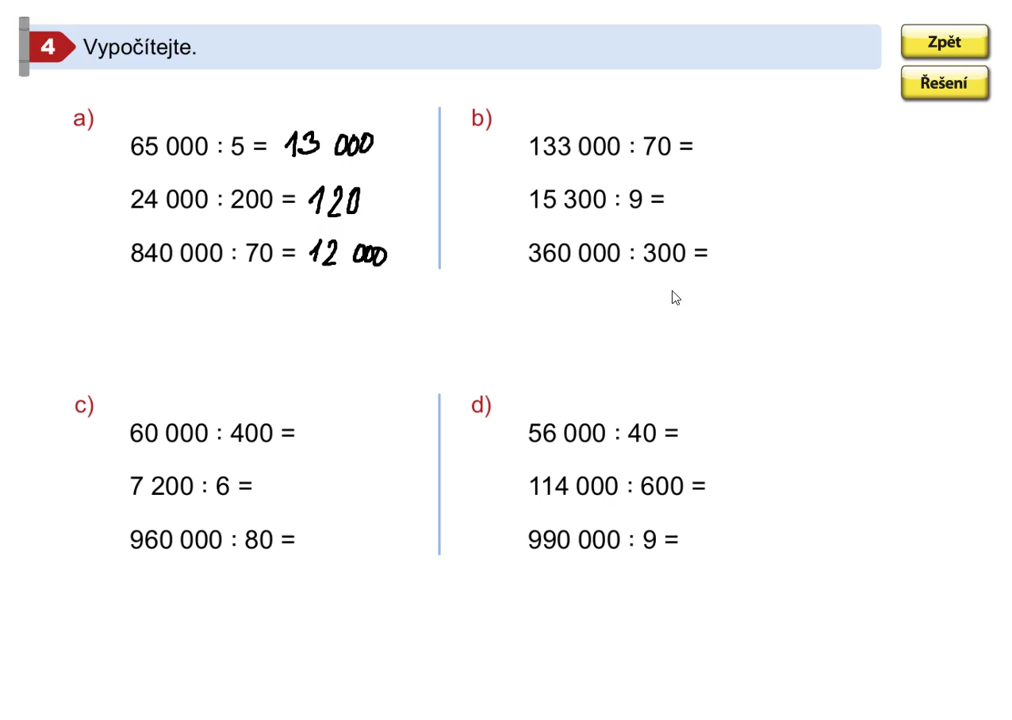 4 Vypočítejte.
Zpět
Řešení
a)
65 000 : 5 = 13 000
24 000 : 200 = 120
840 000 : 70 = 12 000
b)
133 000 : 70 =
15 300 : 9 =
360 000 : 300 =
c)
60 000 : 400 =
7 200 : 6 =
960 000 : 80 =
d)
56 000 : 40 =
114 000 : 600 =
990 000 : 9 =